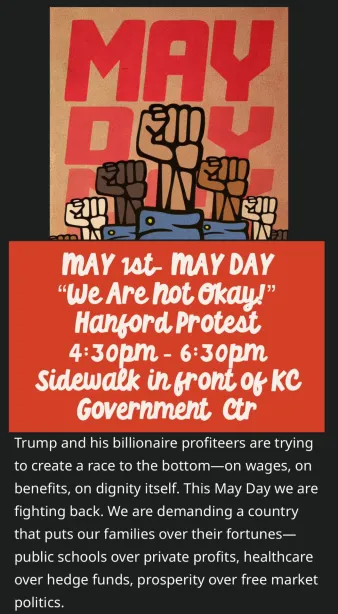 MAY
DAY
MAY 1st- MAY DAY
“We Are Not Okay!”
Hanford Protest
4:30pm - 6:30pm
Sidewalk in front of KC
Government Ctr
Trump and his billionaire profiteers are trying
to create a race to the bottom—on wages, on
benefits, on dignity itself. This May Day we are
fighting back. We are demanding a country
that puts our families over their fortunes—
public schools over private profits, healthcare
over hedge funds, prosperity over free market
politics.